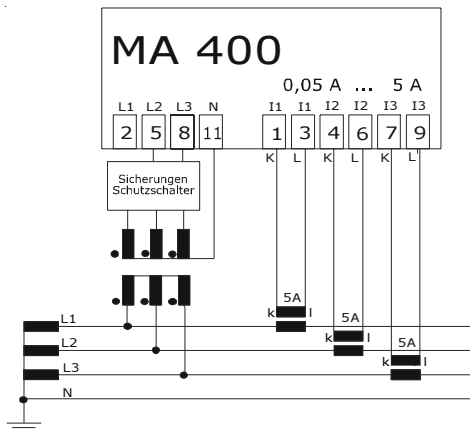 MA 400
0,05 A ... 5 A
L1 L2 L3 N I1 I1 I2 I2 I3 I3
2 5 8 11 1 3 4 6 7 9
K L K L K L'
Sicherungen
Schutzschalter
5A
k l
L1
5A
k l
L2
5A
k l
L3
N